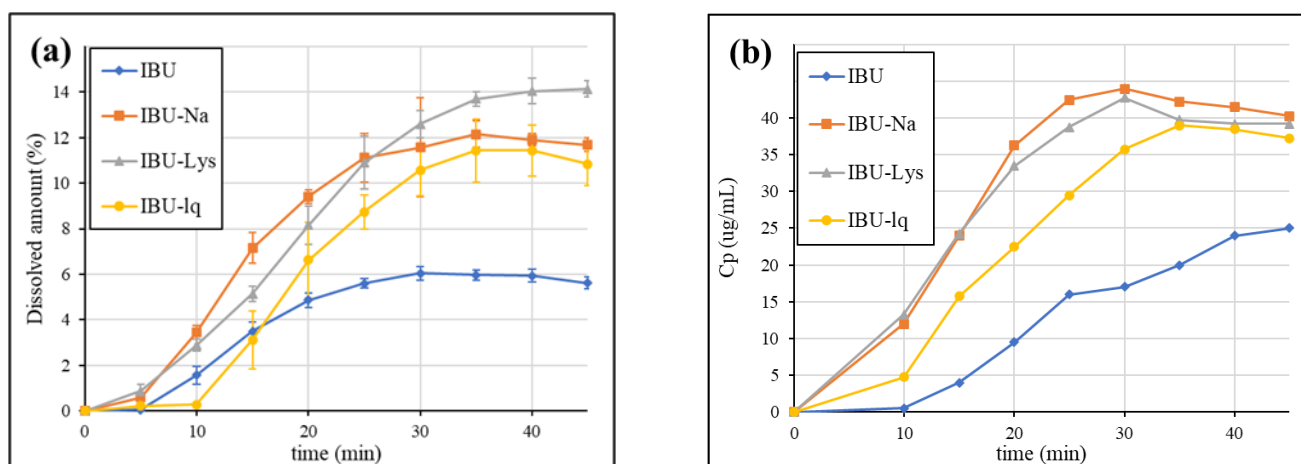 (a)
IBU
IBU-Na
IBU-Lys
IBU-lq
Dissolved amount (%)
14
12
10
8
6
4
2
0
0 10 20 30 40
time (min)
(b)
IBU
IBU-Na
IBU-Lys
IBU-lq
Cp (ug/mL)
40
35
30
25
20
15
10
5
0
0 10 20 30 40
time (min)